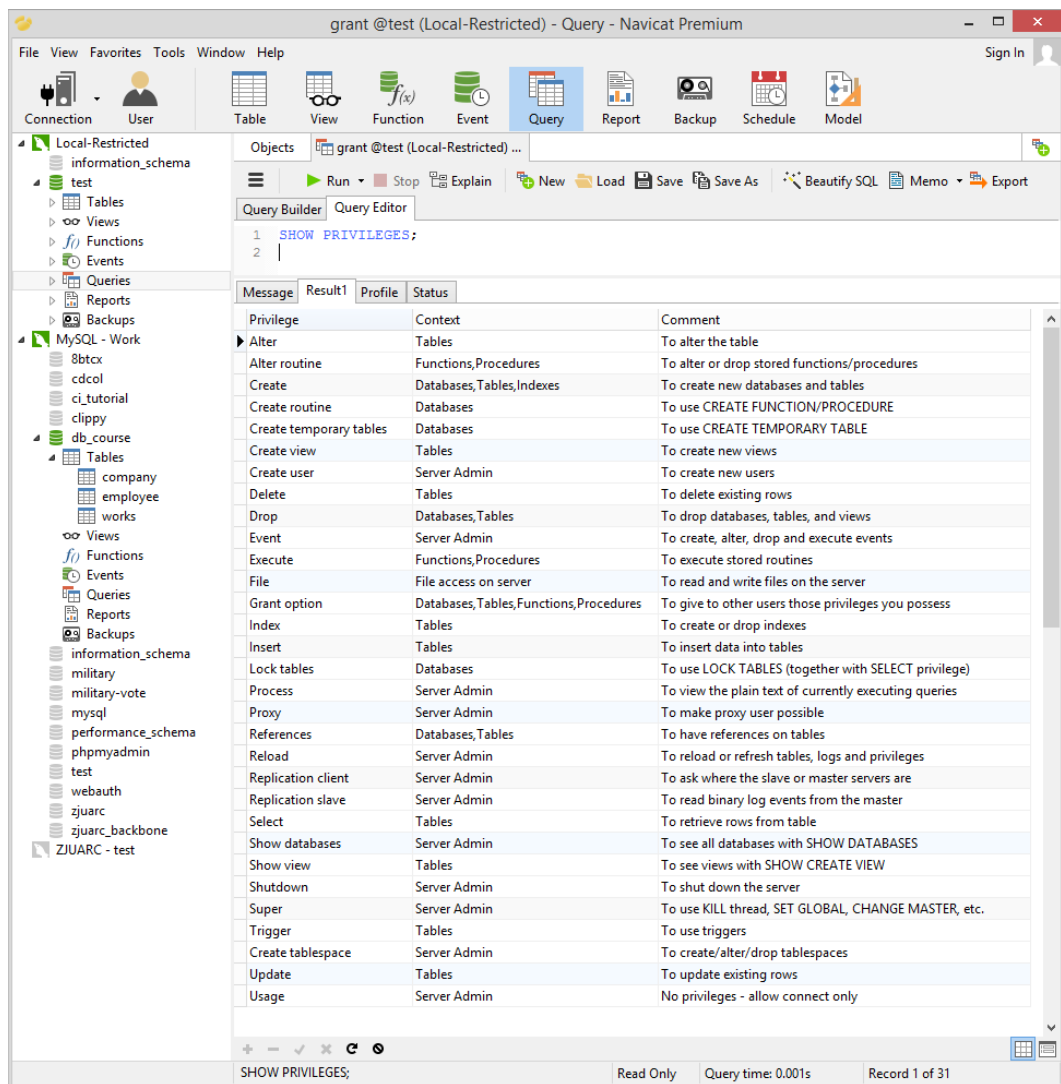 grant @test (Local-Restricted) - Query - Navicat Premium
File View Favorites Tools Window Help Sign In
Connection User Table View Function Event Query Report Backup Schedule Model
Local-Restricted
information_schema
test
Tables
Views
Functions
Events
Queries
Reports
Backups
MySQL - Work
8btcx
cdcol
ci_tutorial
clippy
db_course
Tables
company
employee
works
Views
Functions
Events
Queries
Reports
Backups
information_schema
military
military-vote
mysql
performance_schema
phpmyadmin
test
webauth
zjuarc
zjuarc_backbone
ZJUARC - test
Objects grant @test (Local-Restricted) ...
Run Stop Explain New Load Save Save As Beautify SQL Memo Export
Query Builder Query Editor
1 SHOW PRIVILEGES;
2
Message Result1 Profile Status
Privilege Context Comment
Alter Tables To alter the table
Alter routine Functions,Procedures To alter or drop stored functions/procedures
Create Databases,Tables,Indexes To create new databases and tables
Create routine Databases To use CREATE FUNCTION/PROCEDURE
Create temporary tables Databases To use CREATE TEMPORARY TABLE
Create view Tables To create new views
Create user Server Admin To create new users
Delete Tables To delete existing rows
Drop Databases,Tables To drop databases, tables, and views
Event Server Admin To create, alter, drop and execute events
Execute Functions,Procedures To execute stored routines
File File access on server To read and write files on the server
Grant option Databases,Tables,Functions,Procedures To give to other users those privileges you possess
Index Tables To create or drop indexes
Insert Tables To insert data into tables
Lock tables Databases To use LOCK TABLES (together with SELECT privilege)
Process Server Admin To view the plain text of currently executing queries
Proxy Server Admin To make proxy user possible
References Databases,Tables To have references on tables
Reload Server Admin To reload or refresh tables, logs and privileges
Replication client Server Admin To ask where the slave or master servers are
Replication slave Server Admin To read binary log events from the master
Select Tables To retrieve rows from table
Show databases Server Admin To see all databases with SHOW DATABASES
Show view Tables To see views with SHOW CREATE VIEW
Shutdown Server Admin To shut down the server
Super Server Admin To use KILL thread, SET GLOBAL, CHANGE MASTER, etc.
Trigger Tables To use triggers
Create tablespace Server Admin To create/alter/drop tablespaces
Update Tables To update existing rows
Usage Server Admin No privileges - allow connect only
SHOW PRIVILEGES; Read Only Query time: 0.001s Record 1 of 31